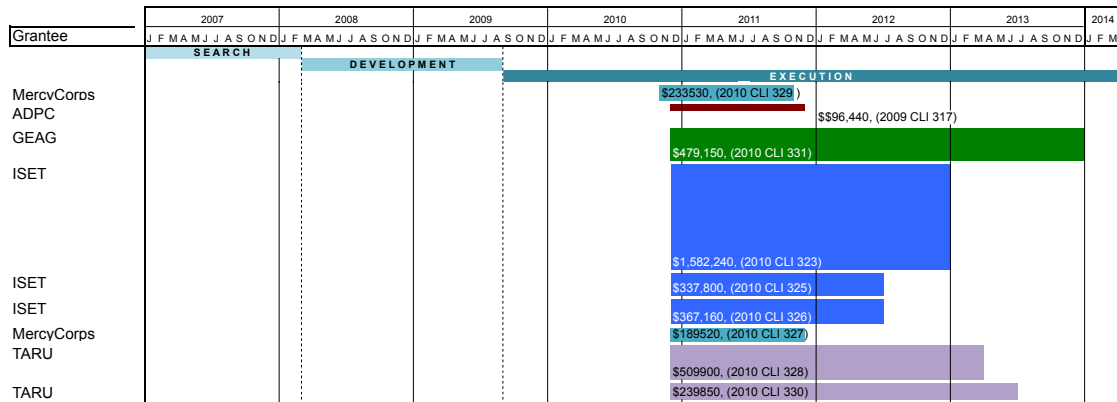 2007 2008 2009 2010 2011 2012 2013 2014
Grantee J F M A M J J A S O N D J F M A M J J A S O N D J F M A M J J A S O N D J F M A M J J A S O N D J F M A M J J A S O N D J F M A M J J A S O N D J F M A M J J A S O N D J F M
SEARCH
DEVELOPMENT
EXECUTION
MercyCorps $233530, (2010 CLI 329 )
ADPC $$96,440, (2009 CLI 317)
GEAG $479,150, (2010 CLI 331)
ISET $1,582,240, (2010 CLI 323)
ISET $337,800, (2010 CLI 325)
ISET $367,160, (2010 CLI 326)
MercyCorps $189520, (2010 CLI 327)
TARU $509900, (2010 CLI 328)
TARU $239850, (2010 CLI 330)